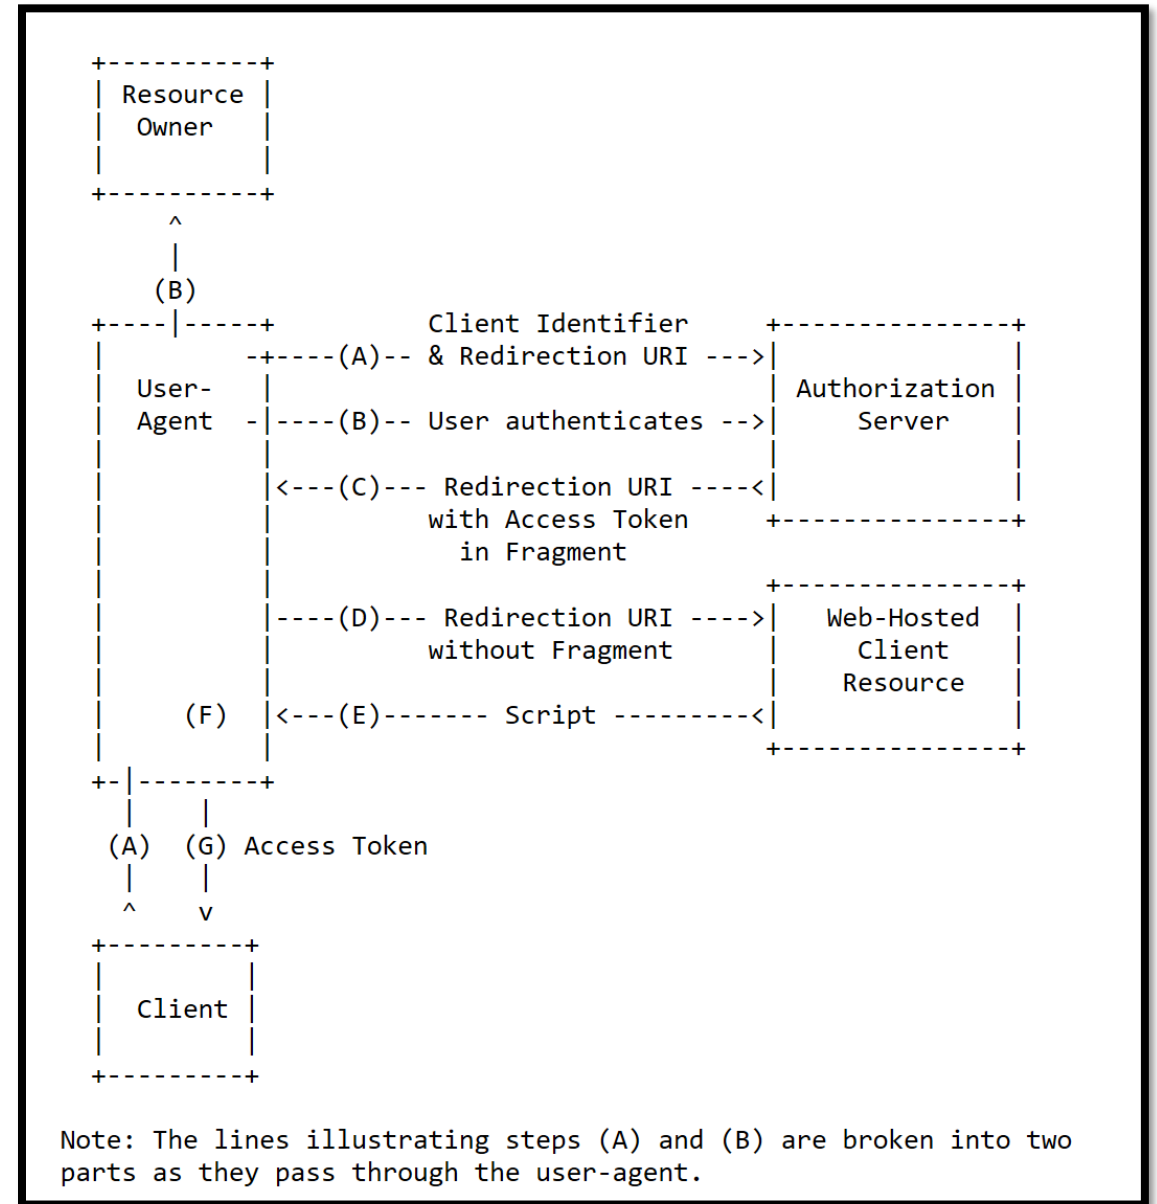 +----------+
| Resource |
|  Owner   |
|          |
+----------+
     ^
     |
    (B)
+----|-----+          Client Identifier     +---------------+
|         -+----(A)-- & Redirection URI --->|               |
|  User-   |                                | Authorization |
|  Agent  -|----(B)-- User authenticates -->|     Server    |
|          |                                |               |
|          |<---(C)--- Redirection URI ----<|               |
|          |          with Access Token     +---------------+
|          |            in Fragment
|          |                                +---------------+
|          |----(D)--- Redirection URI ---->|   Web-Hosted  |
|          |          without Fragment      |     Client    |
|          |                                |    Resource   |
|     (F)  |<---(E)------- Script ---------<|               |
|          |                                +---------------+
+-|--------+
  |    |
 (A)  (G) Access Token
  |    |
  ^    v
+---------+
|         |
|  Client |
|         |
+---------+
Note: The lines illustrating steps (A) and (B) are broken into two
parts as they pass through the user-agent.